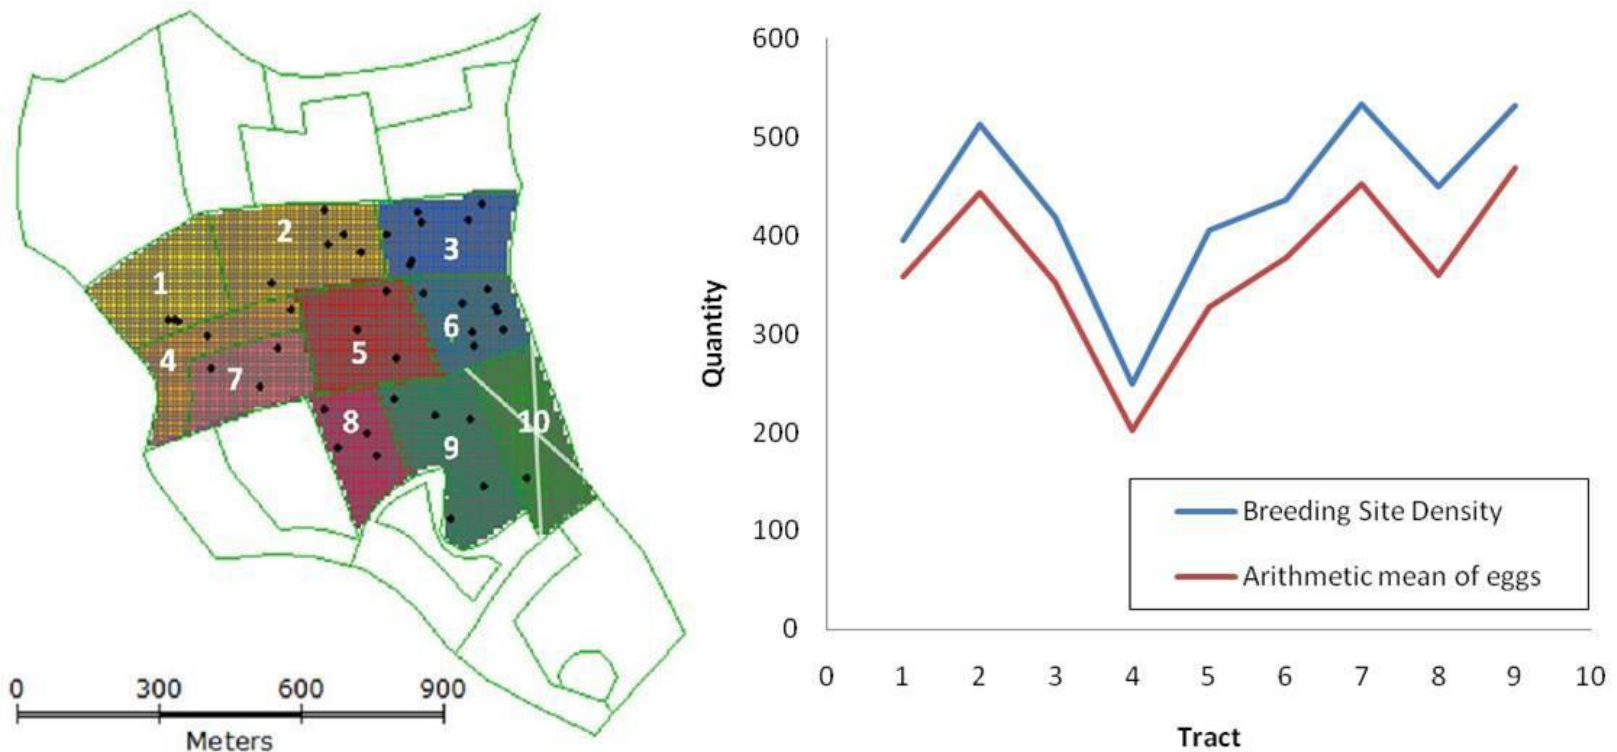 1
2
3
4
5
6
7
8
9
10
0 300 600 900
Meters
600
500
400
300
200
100
0
Quantity
Breeding Site Density
Arithmetic mean of eggs
0 1 2 3 4 5 6 7 8 9 10
Tract